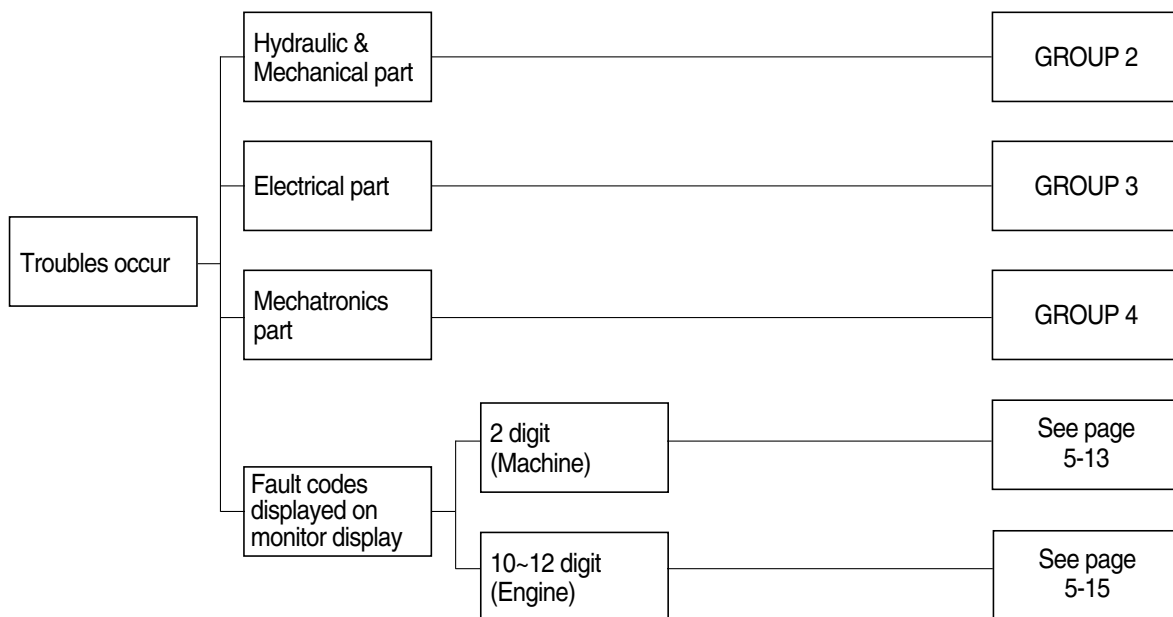 Hydraulic &
Mechanical part
GROUP 2
Electrical part
GROUP 3
Troubles occur
Mechatronics
part
GROUP 4
2 digit
(Machine)
See page
5-13
Fault codes
displayed on
monitor display
10~12 digit
(Engine)
See page
5-15